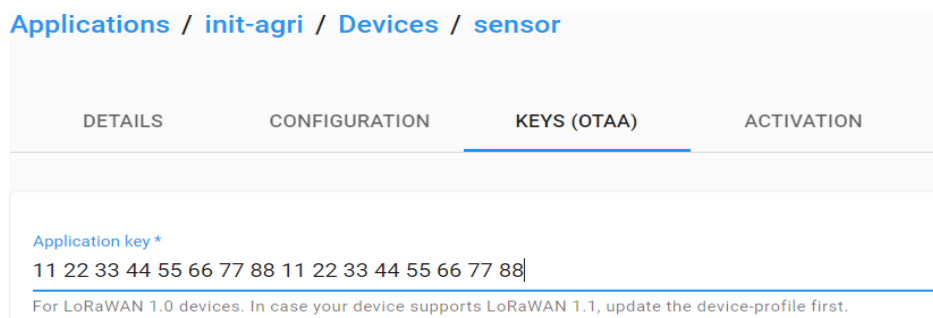 Applications / init-agri / Devices / sensor
DETAILS CONFIGURATION KEYS (OTAA) ACTIVATION
Application key *
11 22 33 44 55 66 77 88 11 22 33 44 55 66 77 88
For LoRaWAN 1.0 devices. In case your device supports LoRaWAN 1.1, update the device-profile first.